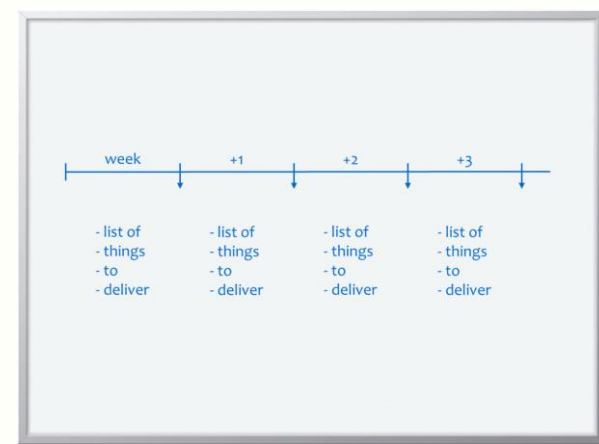 week +1 +2 +3
- list of
- things
- to
- deliver
- list of
- things
- to
- deliver
- list of
- things
- to
- deliver
- list of
- things
- to
- deliver